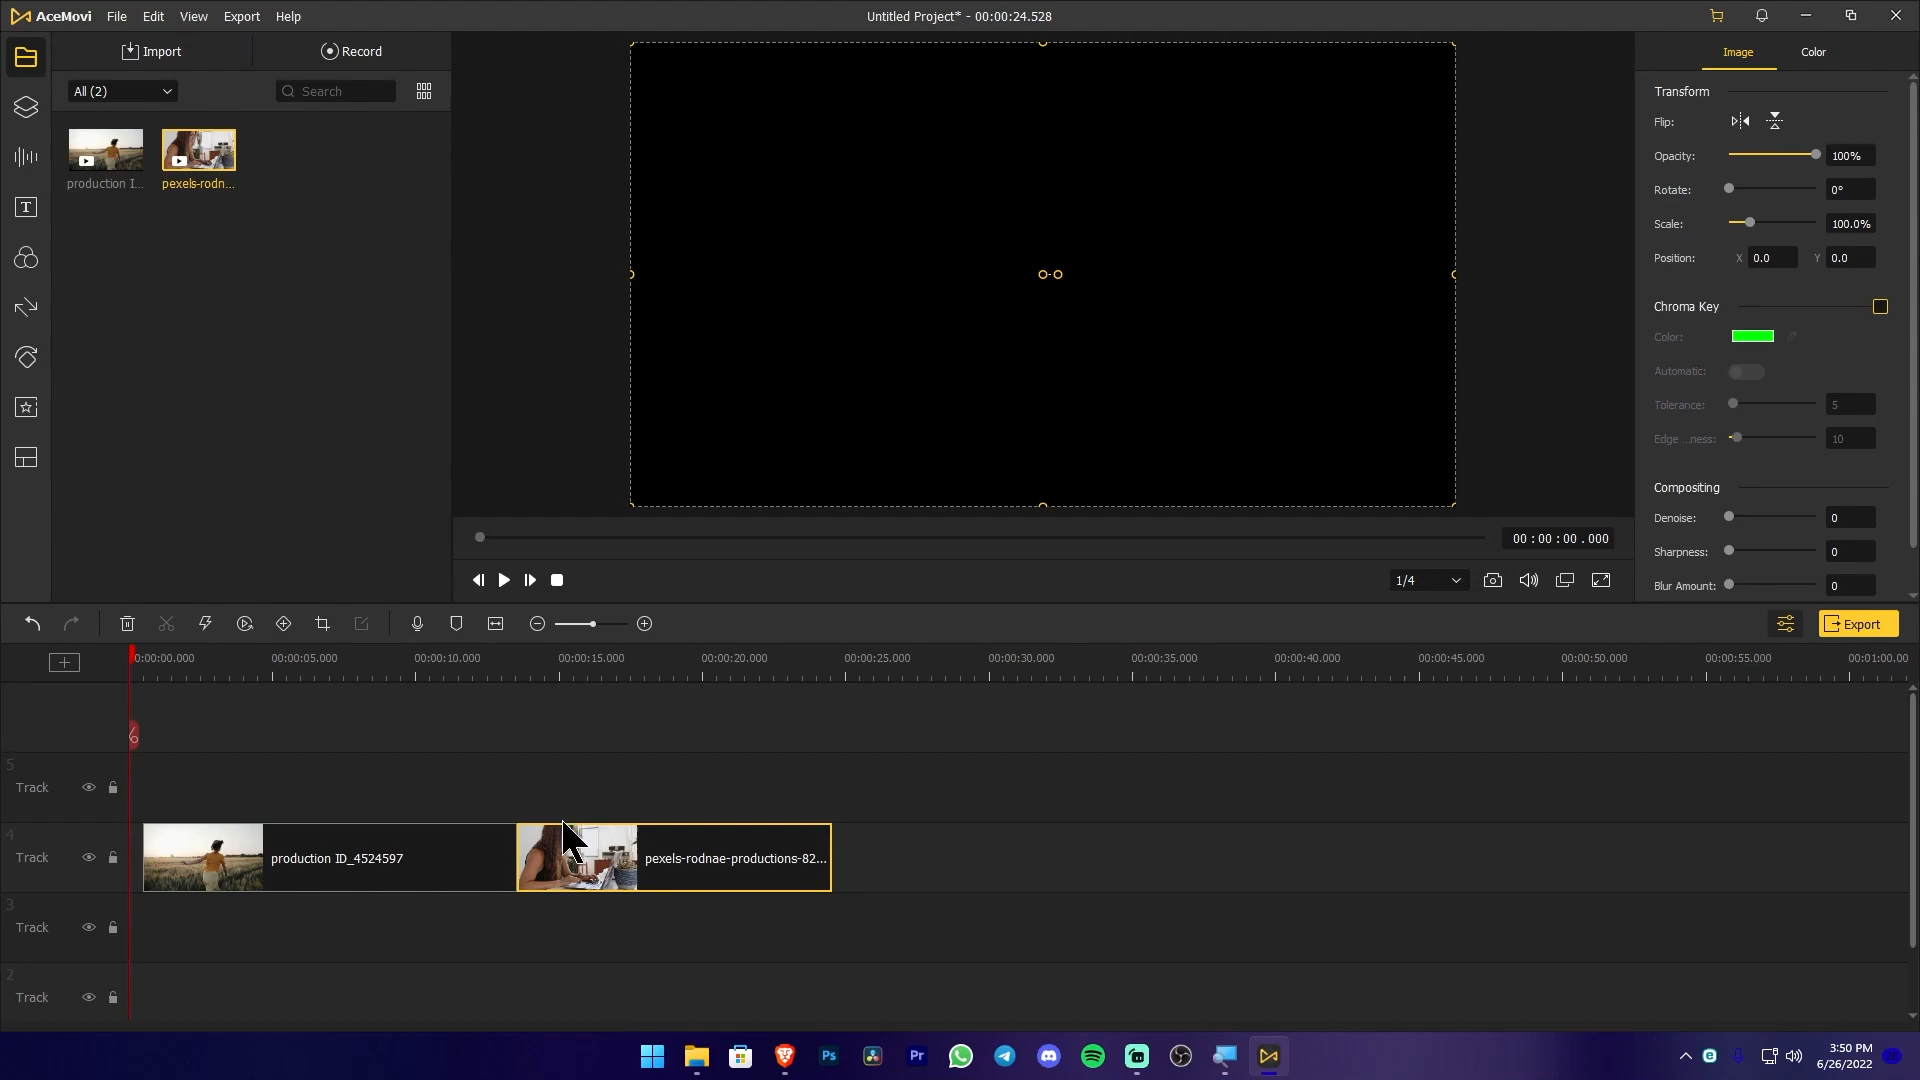 AceMovi File Edit View Export Help
Untitled Project* - 00:00:24.528
Import
Record
All (2)
Search
production I...
pexels-rodn...
Image
Color
Transform
Flip:
Opacity: 100%
Rotate: 0°
Scale: 100.0%
Position: X 0.0 Y 0.0
Chroma Key
Color:
Automatic:
Tolerance: 5
Edge ...ness: 10
Compositing
Denoise: 0
Sharpness: 0
Blur Amount: 0
00 : 00 : 00 . 000
1/4
Export
0:00:00.000 00:00:05.000 00:00:10.000 00:00:15.000 00:00:20.000 00:00:25.000 00:00:30.000 00:00:35.000 00:00:40.000 00:00:45.000 00:00:50.000 00:00:55.000 00:01:00.00
5
Track
4
Track
production ID_4524597
pexels-rodnae-productions-82...
3
Track
2
Track
Ps
Pr
3:50 PM
6/26/2022